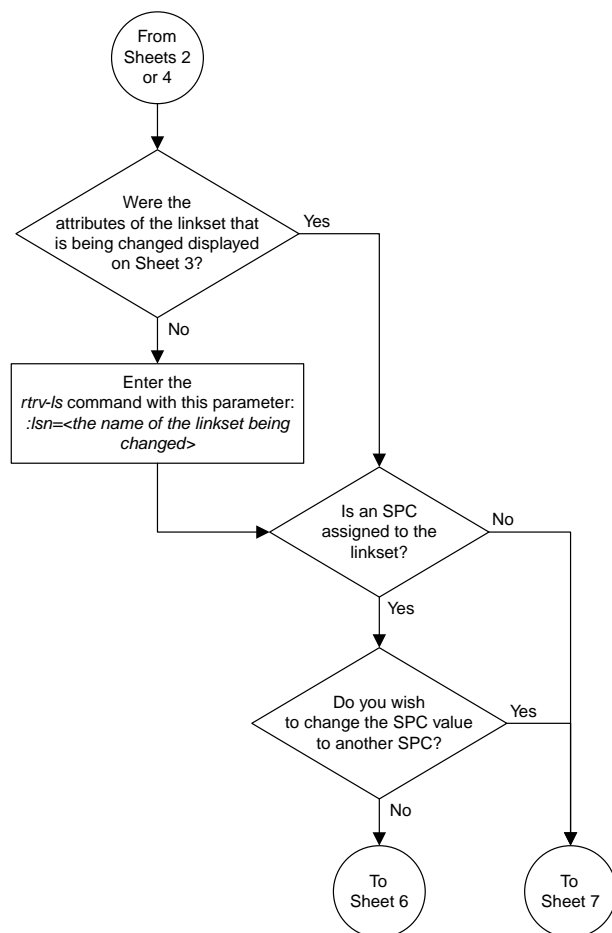 From
Sheets 2
or 4
Were the
attributes of the linkset that
is being changed displayed
on Sheet 3?
Yes
No
Enter the
rtrv-ls command with this parameter:
:lsn=<the name of the linkset being
changed>
Is an SPC
assigned to the
linkset?
No
Yes
Do you wish
to change the SPC value
to another SPC?
Yes
No
To
Sheet 6
To
Sheet 7